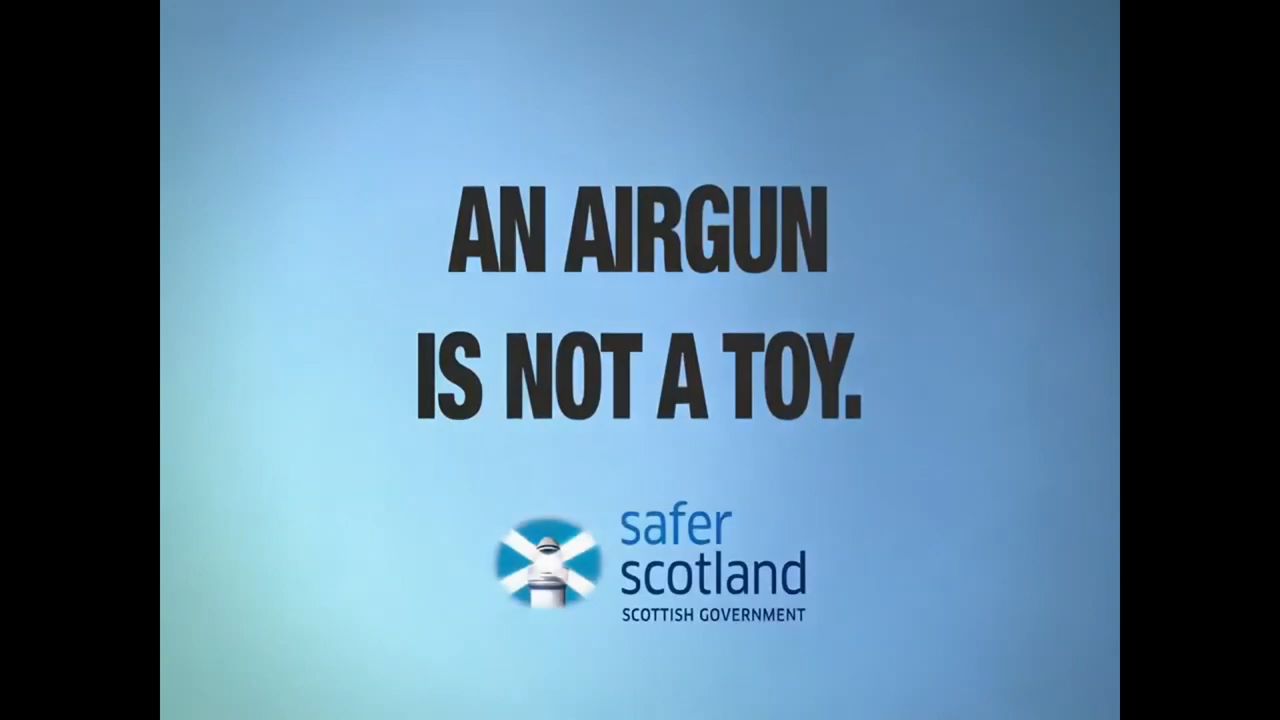 AN AIRGUN
IS NOT A TOY.
safer
scotland
SCOTTISH GOVERNMENT